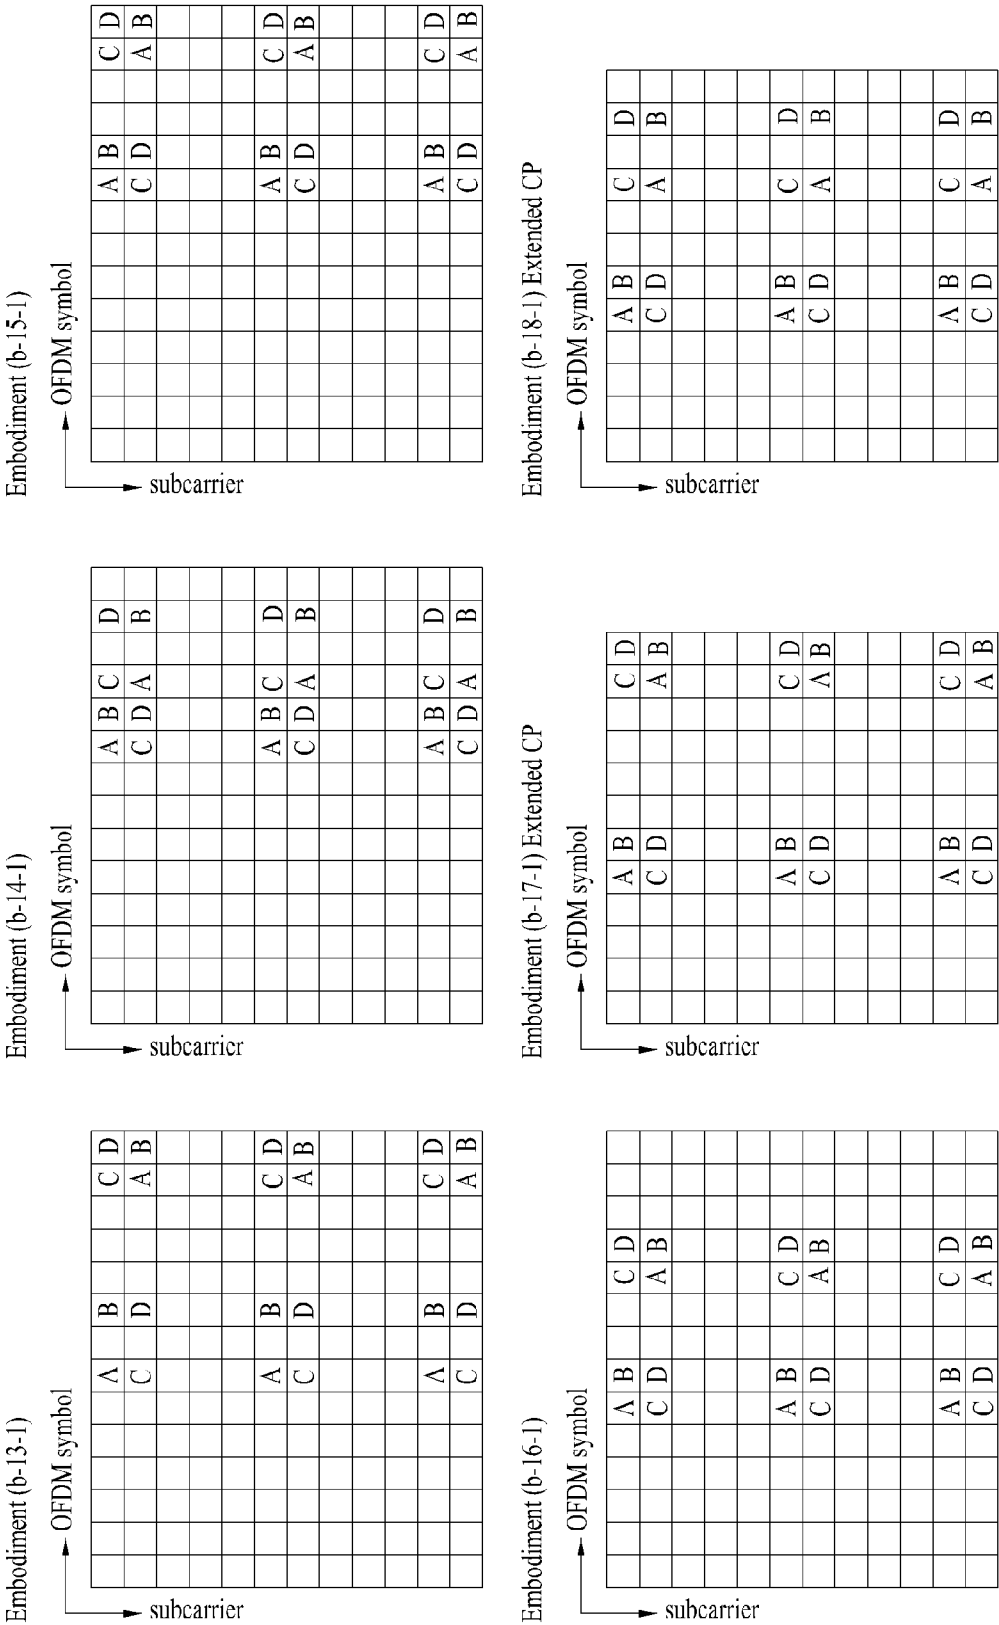 Embodiment (b-13-1)
OFDM symbol
subcarrier
A B C D
C D A B
A B C D
C D A B
A B C D
C D A B
Embodiment (b-14-1)
OFDM symbol
subcarrier
A B C D
C D A B
A B C D
C D A B
A B C D
C D A B
Embodiment (b-15-1)
OFDM symbol
subcarrier
A B C D
C D A B
A B C D
C D A B
A B C D
C D A B
Embodiment (b-16-1)
OFDM symbol
subcarrier
A B C D
C D A B
A B C D
C D A B
A B C D
C D A B
Embodiment (b-17-1) Extended CP
OFDM symbol
subcarrier
A B C D
C D A B
A B C D
C D A B
A B C D
C D A B
Embodiment (b-18-1) Extended CP
OFDM symbol
subcarrier
A B C D
C D A B
A B C D
C D A B
A B C D
C D A B